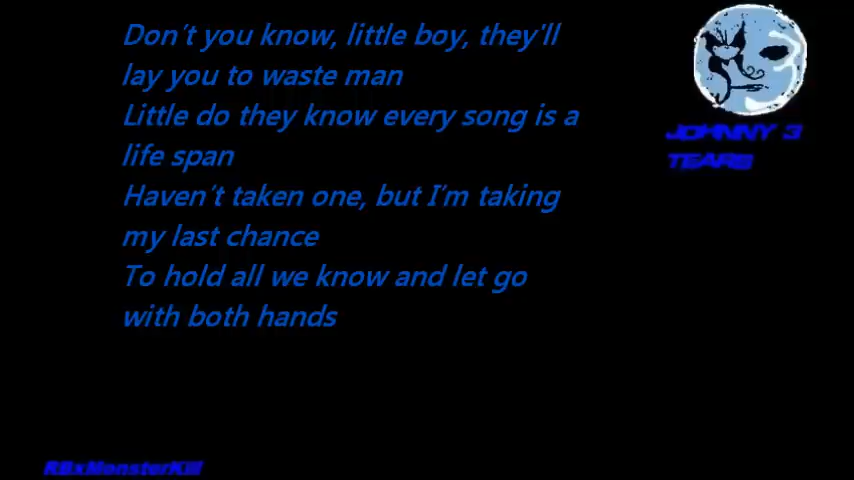 Don't you know, little boy, they'll
lay you to waste man
Little do they know every song is a
life span
Haven't taken one, but I'm taking
my last chance
To hold all we know and let go
with both hands
JOHNNY 3
TEARS
RBxMonsterKill